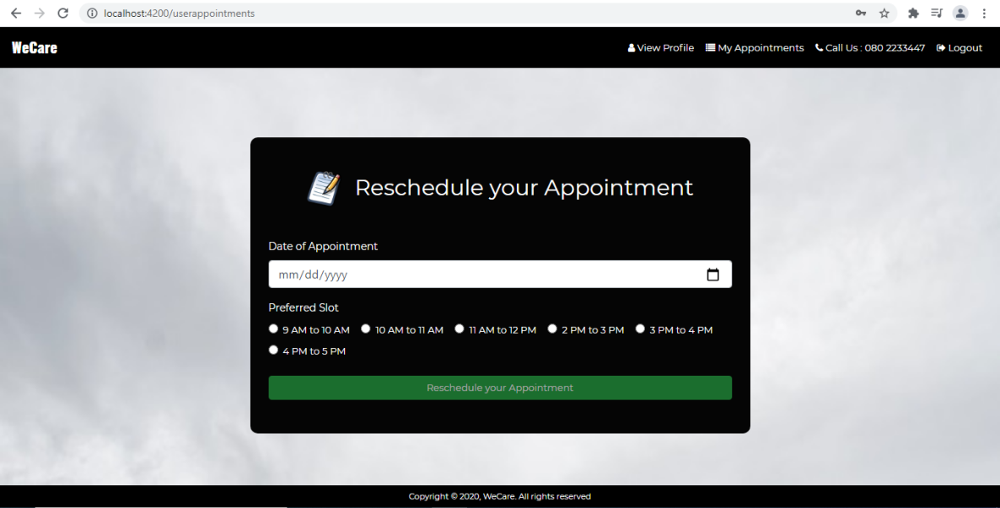 localhost:4200/userappointments
WeCare View Profile My Appointments Call Us : 080 2233447 Logout
Reschedule your Appointment
Date of Appointment
mm/dd/yyyy
Preferred Slot
9 AM to 10 AM 10 AM to 11 AM 11 AM to 12 PM 2 PM to 3 PM 3 PM to 4 PM
4 PM to 5 PM
Reschedule your Appointment
Copyright © 2020, WeCare. All rights reserved